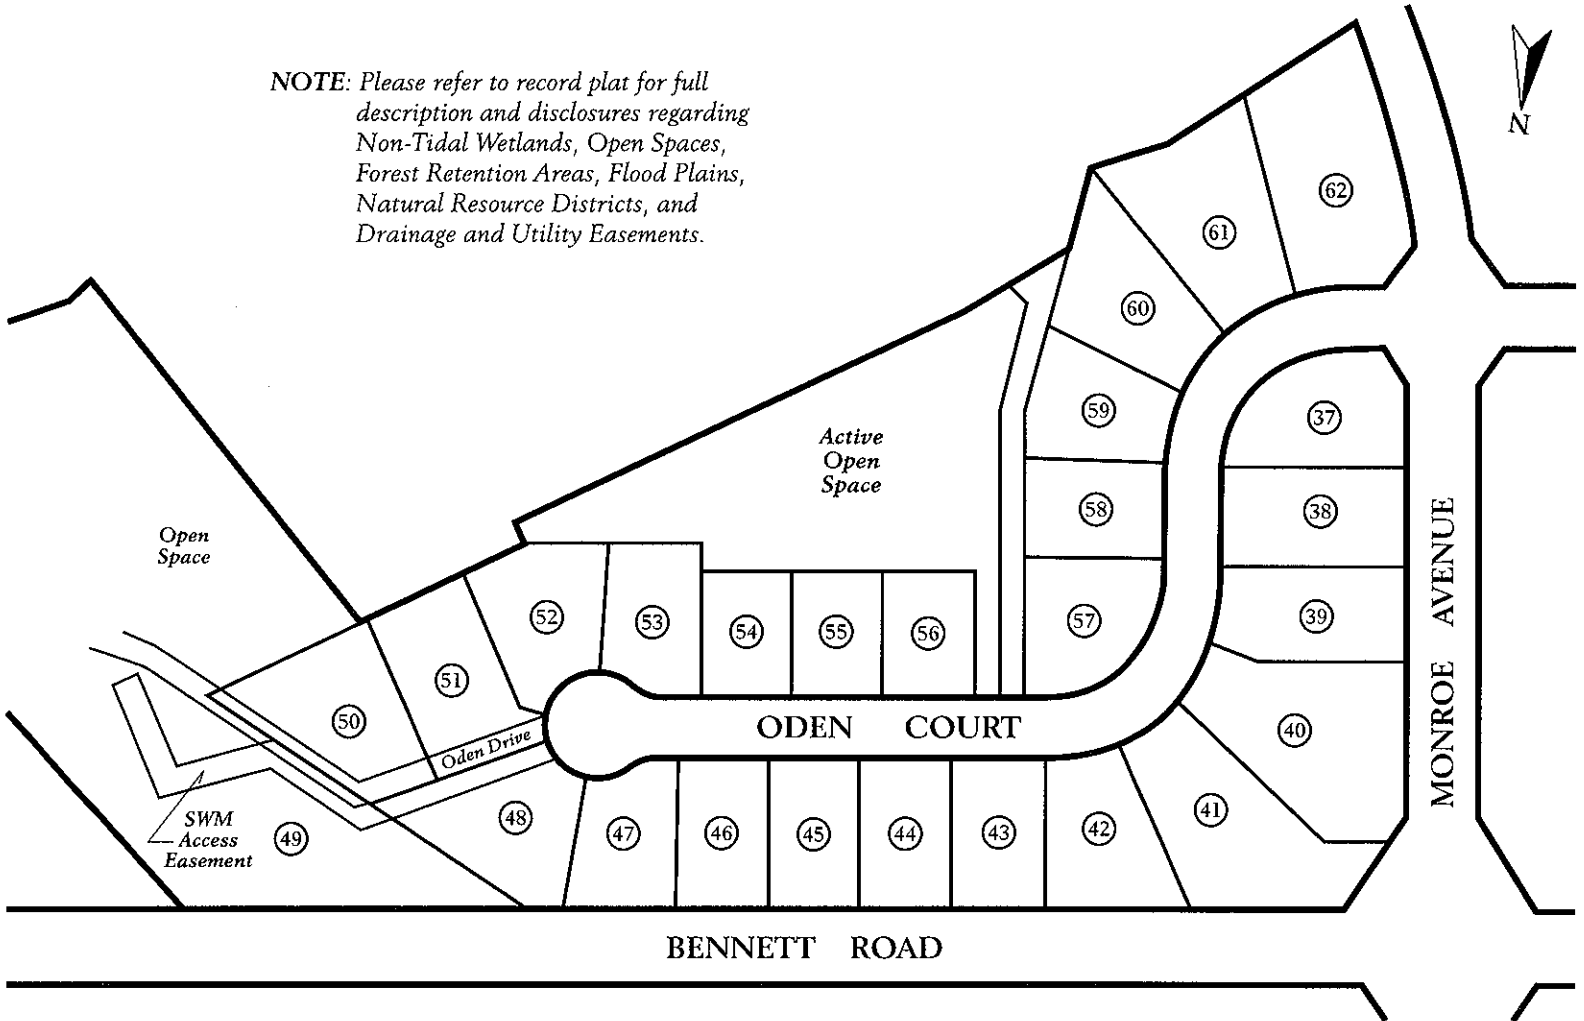 NOTE: Please refer to record plat for full
description and disclosures regarding
Non-Tidal Wetlands, Open Spaces,
Forest Retention Areas, Flood Plains,
Natural Resource Districts, and
Drainage and Utility Easements.
N
62
61
60
59
58
57
37
38
39
40
41
42
43
44
45
46
47
48
49
50
51
52
53
54
55
56
Active
Open
Space
Open
Space
Oden Drive
ODEN COURT
SWM
Access
Easement
MONROE AVENUE
BENNETT ROAD